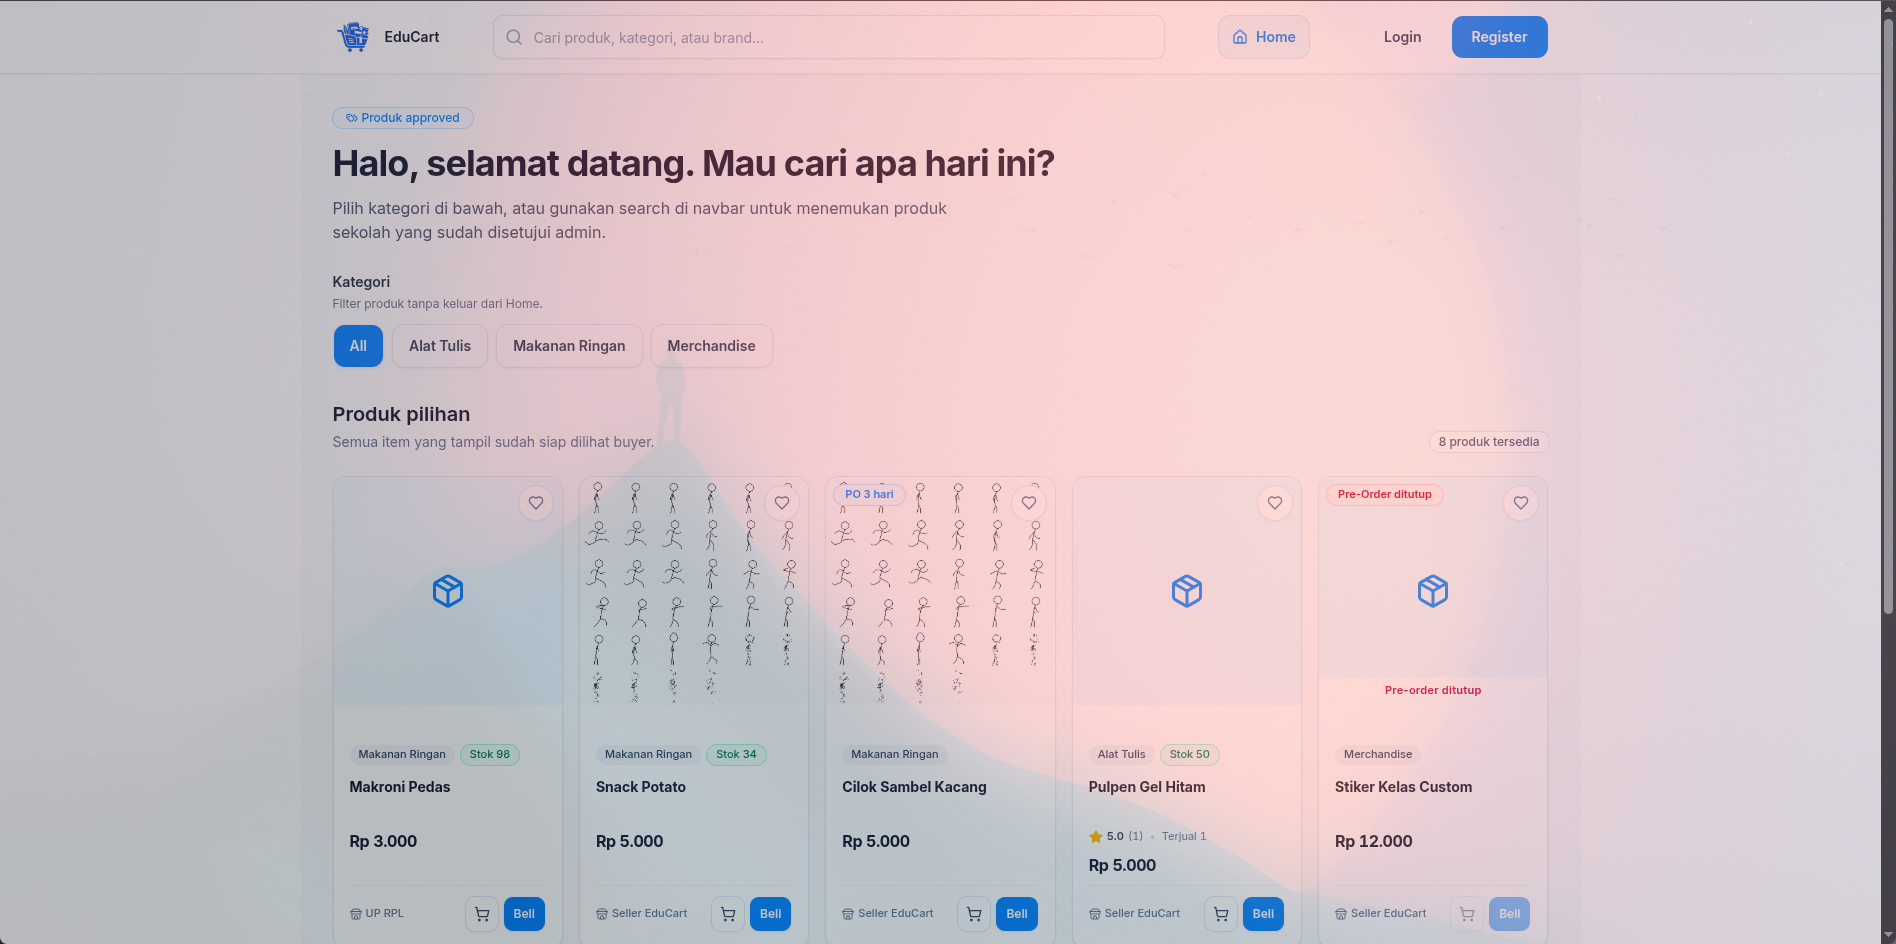 EduCart
Cari produk, kategori, atau brand...
Home
Login
Register
Produk approved
Halo, selamat datang. Mau cari apa hari ini?
Pilih kategori di bawah, atau gunakan search di navbar untuk menemukan produk
sekolah yang sudah disetujui admin.
Kategori
Filter produk tanpa keluar dari Home.
All
Alat Tulis
Makanan Ringan
Merchandise
Produk pilihan
Semua item yang tampil sudah siap dilihat buyer.
8 produk tersedia
Makanan Ringan
Stok 98
Makroni Pedas
Rp 3.000
UP RPL
Beli
Makanan Ringan
Stok 34
Snack Potato
Rp 5.000
Seller EduCart
Beli
PO 3 hari
Makanan Ringan
Cilok Sambel Kacang
Rp 5.000
Seller EduCart
Beli
Alat Tulis
Stok 50
Pulpen Gel Hitam
5.0 (1) • Terjual 1
Rp 5.000
Seller EduCart
Beli
Pre-Order ditutup
Pre-order ditutup
Merchandise
Stiker Kelas Custom
Rp 12.000
Seller EduCart
Beli